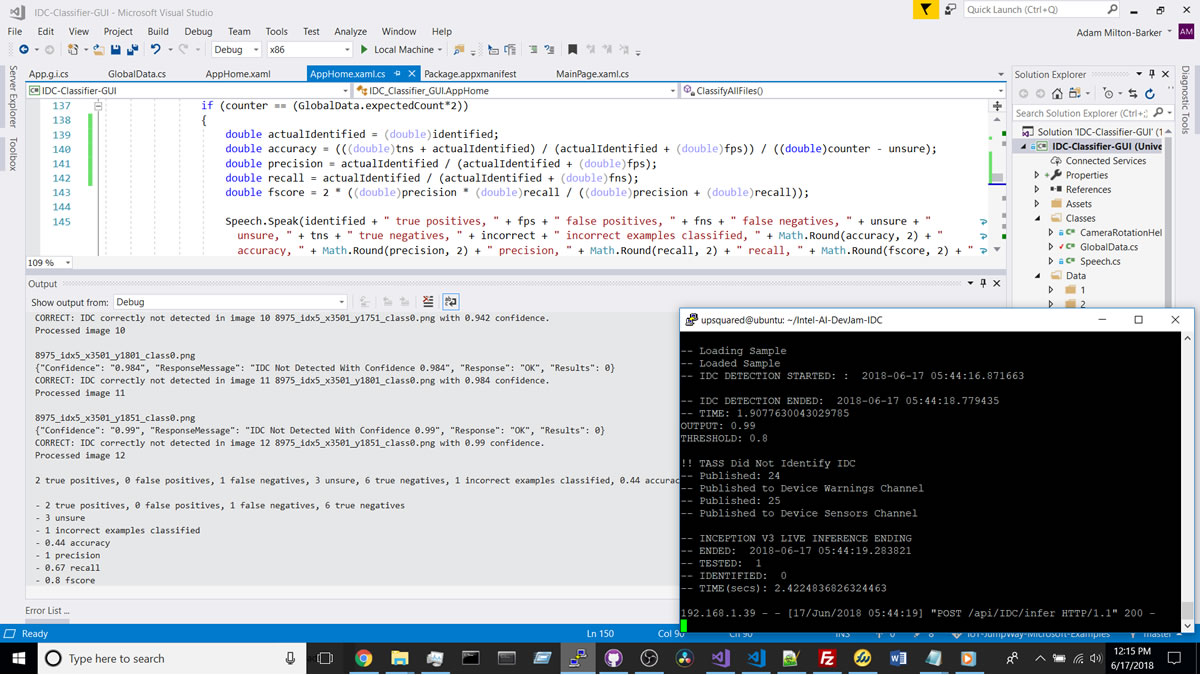 IDC-Classifier-GUI - Microsoft Visual Studio
Quick Launch (Ctrl+Q)
File Edit View Project Build Debug Team Tools Test Analyze Window Help
Adam Milton-Barker AM
Debug x86 Local Machine
App.g.i.cs GlobalData.cs AppHome.xaml AppHome.xaml.cs Package.appxmanifest MainPage.xaml.cs
IDC-Classifier-GUI IDC_Classifier_GUI.AppHome ClassifyAllFiles()
Server Explorer
Toolbox
137 if (counter == (GlobalData.expectedCount*2))
138 {
139 double actualIdentified = (double)identified;
140 double accuracy = (((double)tns + actualIdentified) / (actualIdentified + (double)fps)) / ((double)counter - unsure);
141 double precision = actualIdentified / (actualIdentified + (double)fps);
142 double recall = actualIdentified / (actualIdentified + (double)fns);
143 double fscore = 2 * ((double)precision * (double)recall / ((double)precision + (double)recall));
144
145 Speech.Speak(identified + " true positives, " + fps + " false positives, " + fns + " false negatives, " + unsure + "
unsure, " + tns + " true negatives, " + incorrect + " incorrect examples classified, " + Math.Round(accuracy, 2) + "
accuracy, " + Math.Round(precision, 2) + " precision, " + Math.Round(recall, 2) + " recall, " + Math.Round(fscore, 2) + "
109 %
Solution Explorer
Search Solution Explorer (Ctrl+;)
Solution 'IDC-Classifier-GUI' (1
IDC-Classifier-GUI (Unive
Connected Services
Properties
References
Assets
Classes
CameraRotationHel
GlobalData.cs
Speech.cs
Data
1
2
Diagnostic Tools
Output
Show output from: Debug
CORRECT: IDC correctly not detected in image 10 8975_idx5_x3501_y1751_class0.png with 0.942 confidence.
Processed image 10
8975_idx5_x3501_y1801_class0.png
{"Confidence": "0.984", "ResponseMessage": "IDC Not Detected With Confidence 0.984", "Response": "OK", "Results": 0}
CORRECT: IDC correctly not detected in image 11 8975_idx5_x3501_y1801_class0.png with 0.984 confidence.
Processed image 11
8975_idx5_x3501_y1851_class0.png
{"Confidence": "0.99", "ResponseMessage": "IDC Not Detected With Confidence 0.99", "Response": "OK", "Results": 0}
CORRECT: IDC correctly not detected in image 12 8975_idx5_x3501_y1851_class0.png with 0.99 confidence.
Processed image 12
2 true positives, 0 false positives, 1 false negatives, 3 unsure, 6 true negatives, 1 incorrect examples classified, 0.44 accurac
- 2 true positives, 0 false positives, 1 false negatives, 6 true negatives
- 3 unsure
- 1 incorrect examples classified
- 0.44 accuracy
- 1 precision
- 0.67 recall
- 0.8 fscore
upsquared@ubuntu: ~/Intel-AI-DevJam-IDC
-- Loading Sample
-- Loaded Sample
-- IDC DETECTION STARTED: : 2018-06-17 05:44:16.871663
-- IDC DETECTION ENDED: 2018-06-17 05:44:18.779435
-- TIME: 1.9077630043029785
OUTPUT: 0.99
THRESHOLD: 0.8
!! TASS Did Not Identify IDC
-- Published: 24
-- Published to Device Warnings Channel
-- Published: 25
-- Published to Device Sensors Channel
-- INCEPTION V3 LIVE INFERENCE ENDING
-- ENDED: 2018-06-17 05:44:19.283821
-- TESTED: 1
-- IDENTIFIED: 0
-- TIME(secs): 2.4224836826324463
192.168.1.39 - - [17/Jun/2018 05:44:19] "POST /api/IDC/infer HTTP/1.1" 200 -
Error List ...
Ready Ln 150 Col 90 Ch 90 INS 0 8 IoT-JumpWay-Microsoft-Examples master
Type here to search
12:15 PM
6/17/2018